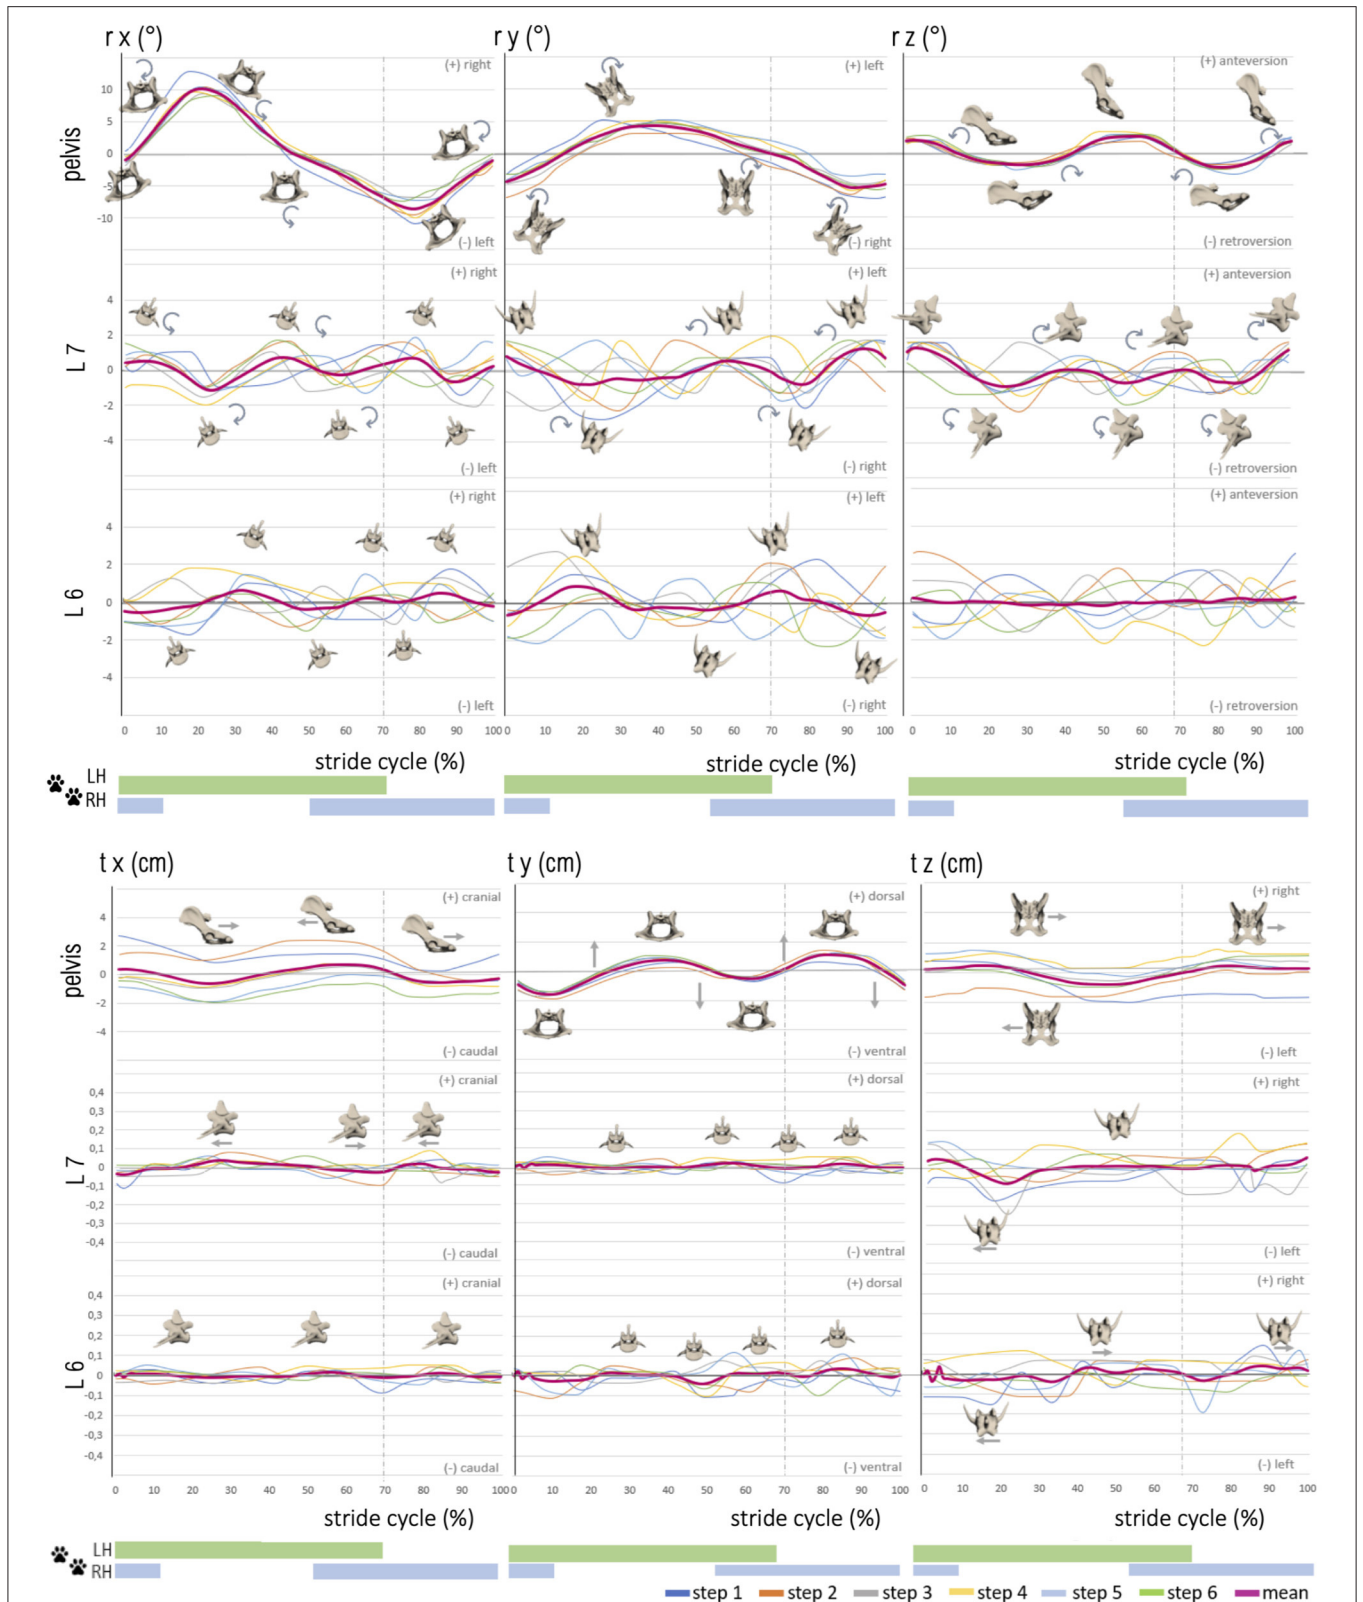 r x (°) r y (°) r z (°)
(+) right (+) left (+) anteversion
10
5
0
-5
-10
pelvis
(-) left (-) right (-) retroversion
(+) right (+) left (+) anteversion
4
2
0
-2
-4
L 7
(-) left (-) right (-) retroversion
(+) right (+) left (+) anteversion
4
2
0
-2
-4
L 6
(-) left (-) right (-) retroversion
0 10 20 30 40 50 60 70 80 90 100 0 10 20 30 40 50 60 70 80 90 100 0 10 20 30 40 50 60 70 80 90 100
stride cycle (%) stride cycle (%) stride cycle (%)
LH
RH
t x (cm) t y (cm) t z (cm)
(+) cranial (+) dorsal (+) right
4
2
0
-2
-4
pelvis
(-) caudal (-) ventral (-) left
(+) cranial (+) dorsal (+) right
0,4
0,3
0,2
0,1
0
-0,1
-0,2
-0,3
-0,4
L 7
(-) caudal (-) ventral (-) left
(+) cranial (+) dorsal (+) right
0,4
0,3
0,2
0,1
0
-0,1
-0,2
-0,3
-0,4
L 6
(-) caudal (-) ventral (-) left
0 10 20 30 40 50 60 70 80 90 100 0 10 20 30 40 50 60 70 80 90 100 0 10 20 30 40 50 60 70 80 90 100
stride cycle (%) stride cycle (%) stride cycle (%)
LH
RH
step 1 step 2 step 3 step 4 step 5 step 6 mean